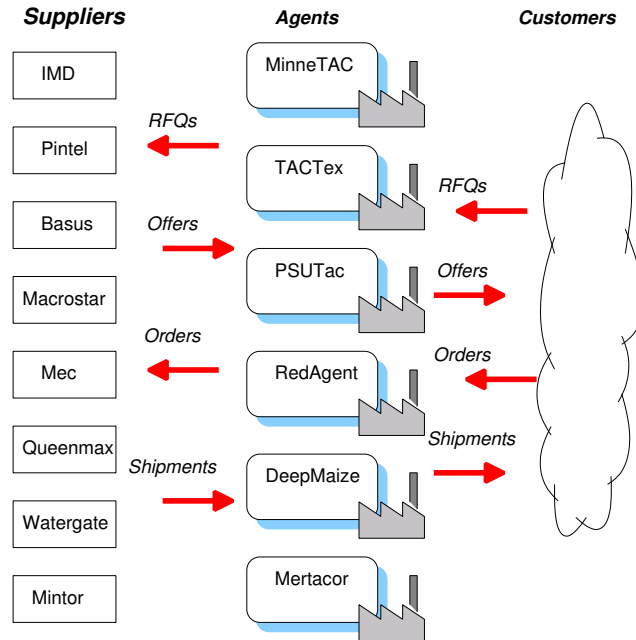 Suppliers
Agents
Customers
IMD
MinneTAC
RFQs
Pintel
TACTex
RFQs
Basus
Offers
PSUTac
Offers
Macrostar
Orders
Orders
Mec
RedAgent
Queenmax
Shipments
DeepMaize
Shipments
Watergate
Mintor
Mertacor